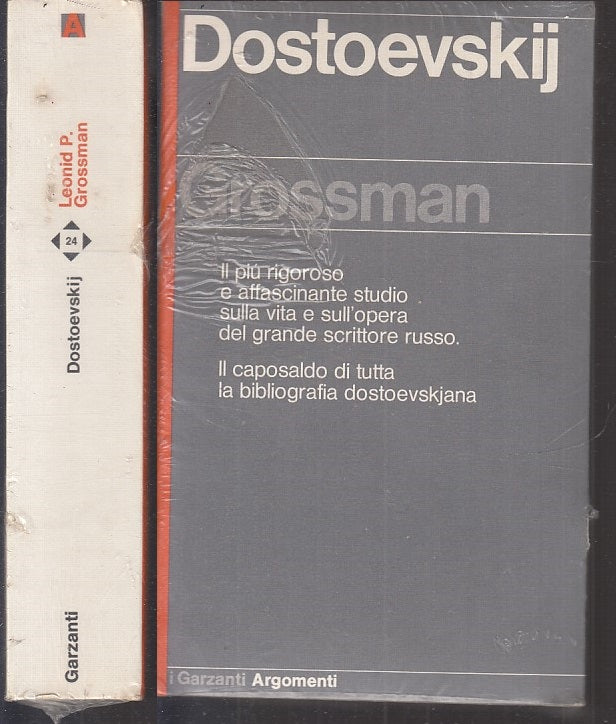 A
Leonid P.
Grossman
24
Dostoevskij
Garzanti
Dostoevskij
Grossman
Il piú rigoroso
e affascinante studio
sulla vita e sull'opera
del grande scrittore russo.
Il caposaldo di tutta
la bibliografia dostoevskjana
i Garzanti Argomenti